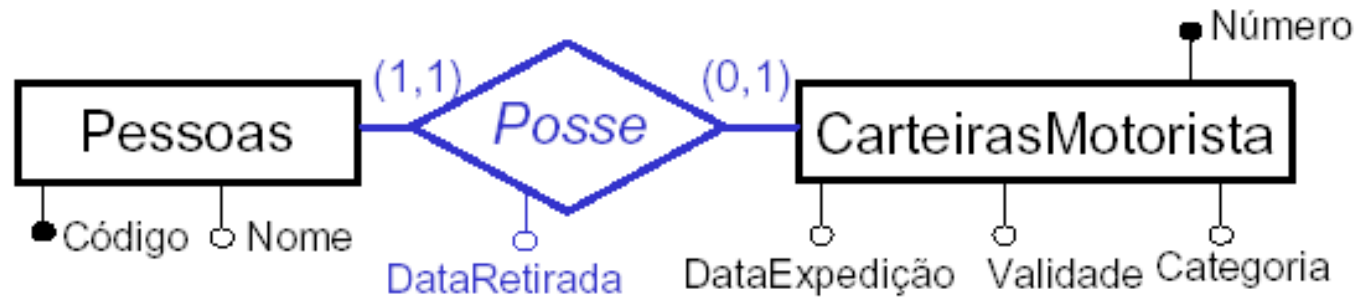 Número
(1,1)
(0,1)
Pessoas
Posse
CarteirasMotorista
Código
Nome
DataRetirada
DataExpedição
Validade
Categoria